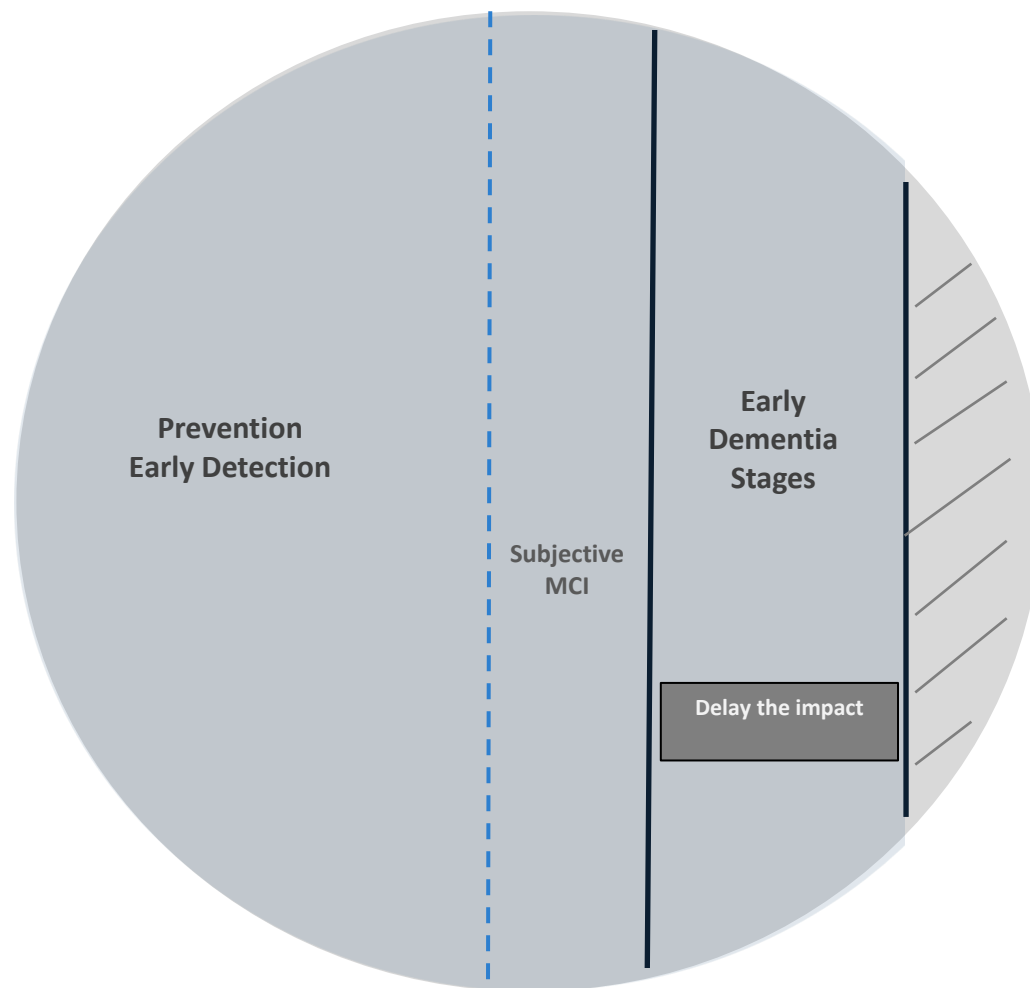 Prevention
Early Detection
Subjective
MCI
Early
Dementia
Stages
Delay the impact